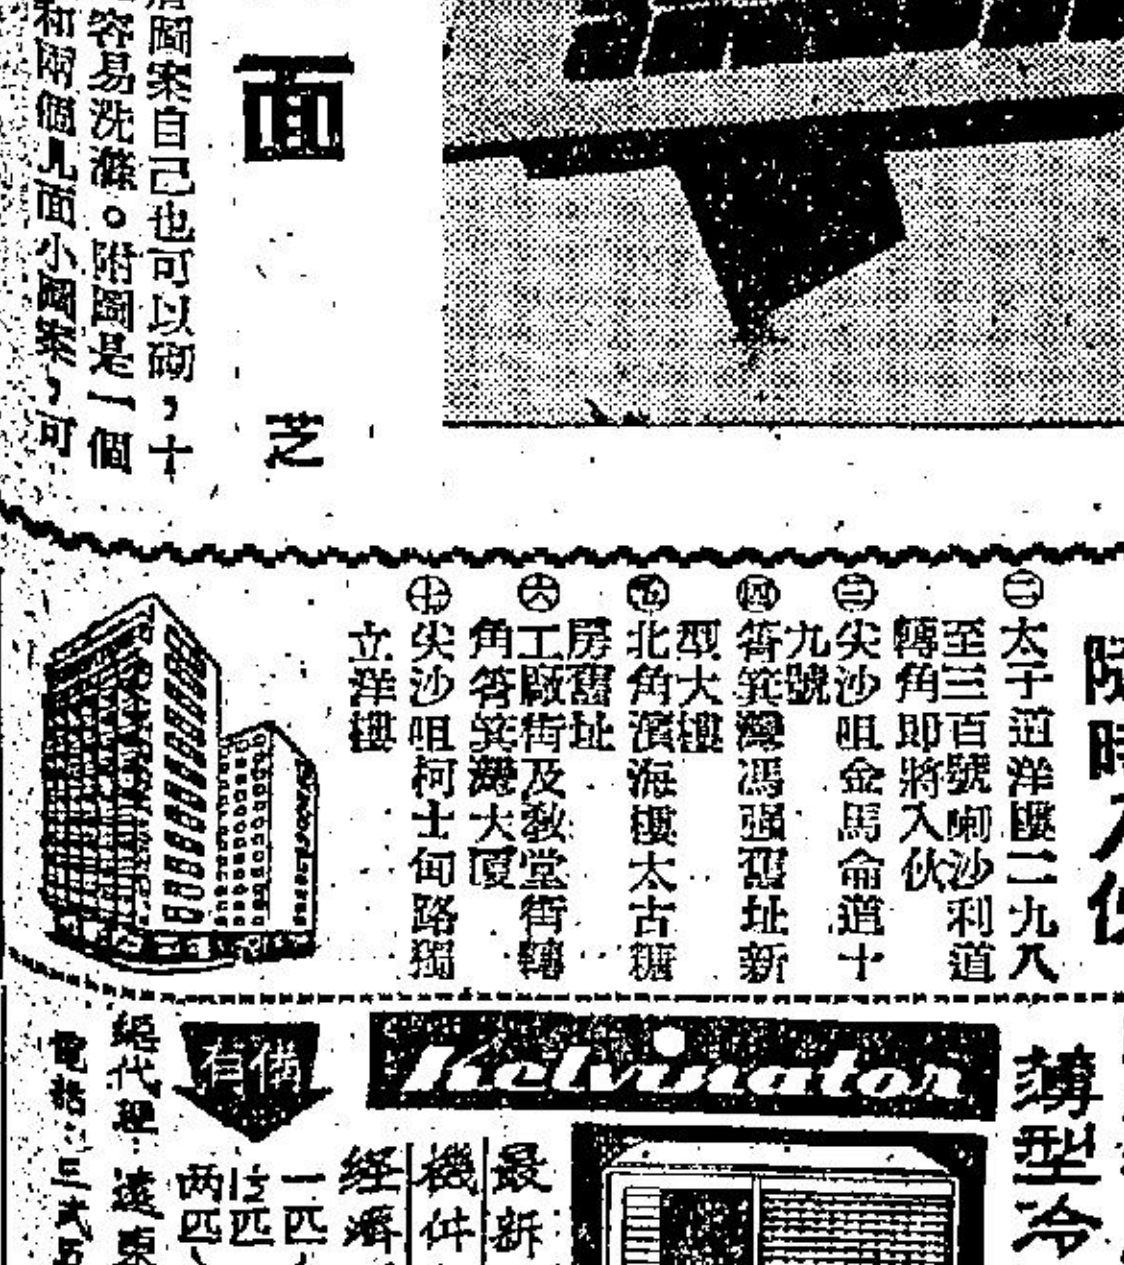 面
芝
圖案自己也可以砌，十
容易洗滌。附圖是一個
和兩個几面小圖案，可
隨時入伙
㊁太子道洋樓二九八
至三百號喇沙利道
轉角即將入伙
㊂尖沙咀金馬倫道十
九號
㊃筲箕灣馮強舊址新
型大樓
㊄北角濱海樓太古糖
房舊址
㊅工廠街及教堂街轉
角筲箕灣大廈
㊆尖沙咀柯士甸路獨
立洋樓
Kelvinator
薄型冷
最新
機件
經濟
有備
一匹
两匹
總代理：遠東
電話：三